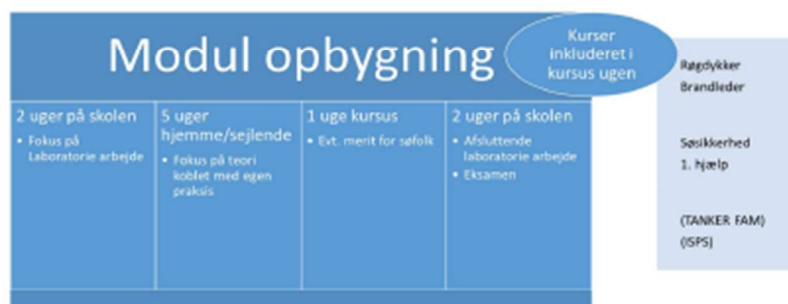 Modul opbygning
Kurser
inkluderet i
kursus ugen
2 uger på skolen
• Fokus på
Laboratorie arbejde
5 uger
hjemme/sejlende
• Fokus på teori
koblet med egen
praksis
1 uge kursus
• Evt. merit for søfolk
2 uger på skolen
• Afsluttende
laboratorie arbejde
• Eksamen
Røgdykker
Brandleder
Søsikkerhed
1. hjælp
(TANKER FAM)
(ISPS)